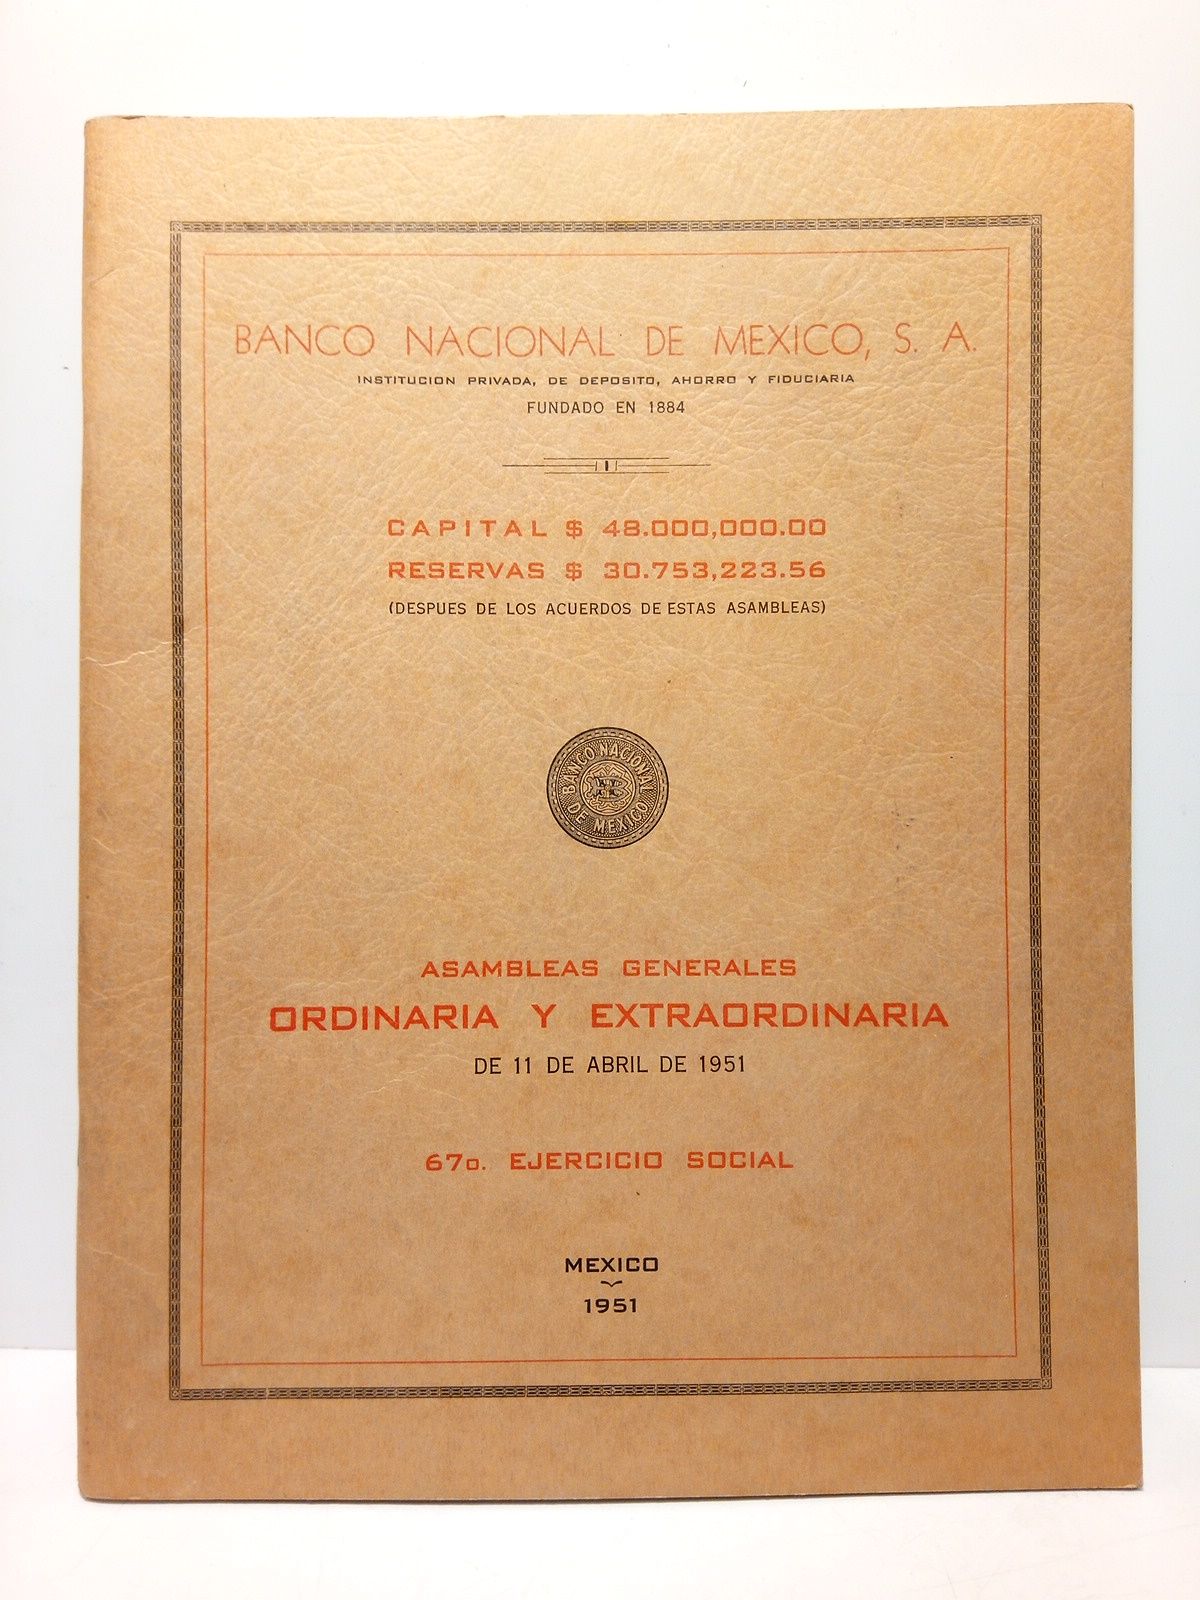 BANCO NACIONAL DE MEXICO, S. A.
INSTITUCION PRIVADA, DE DEPOSITO, AHORRO Y FIDUCIARIA
FUNDADO EN 1884
CAPITAL $ 48.000,000.00
RESERVAS $ 30.753,223.56
(DESPUES DE LOS ACUERDOS DE ESTAS ASAMBLEAS)
BANCO NACIONAL
DE MEXICO
ASAMBLEAS GENERALES
ORDINARIA Y EXTRAORDINARIA
DE 11 DE ABRIL DE 1951
67o. EJERCICIO SOCIAL
MEXICO
1951